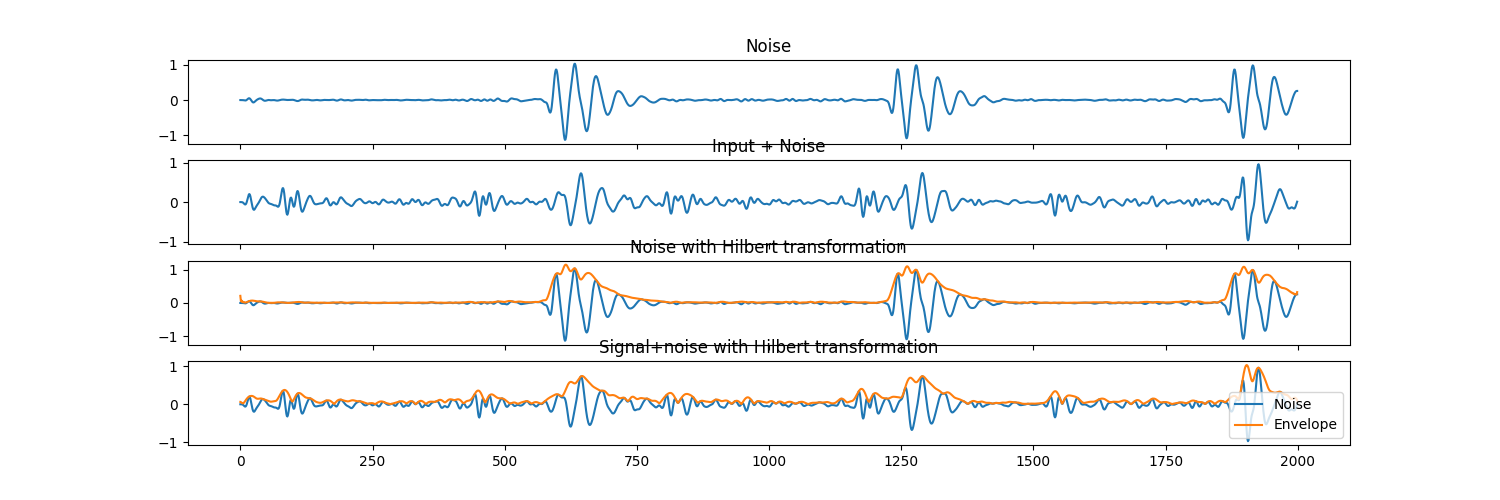 Noise
1
0
−1
Input + Noise
1
0
−1
Noise with Hilbert transformation
1
0
−1
Signal+noise with Hilbert transformation
1
0
−1
Noise
Envelope
0 250 500 750 1000 1250 1500 1750 2000